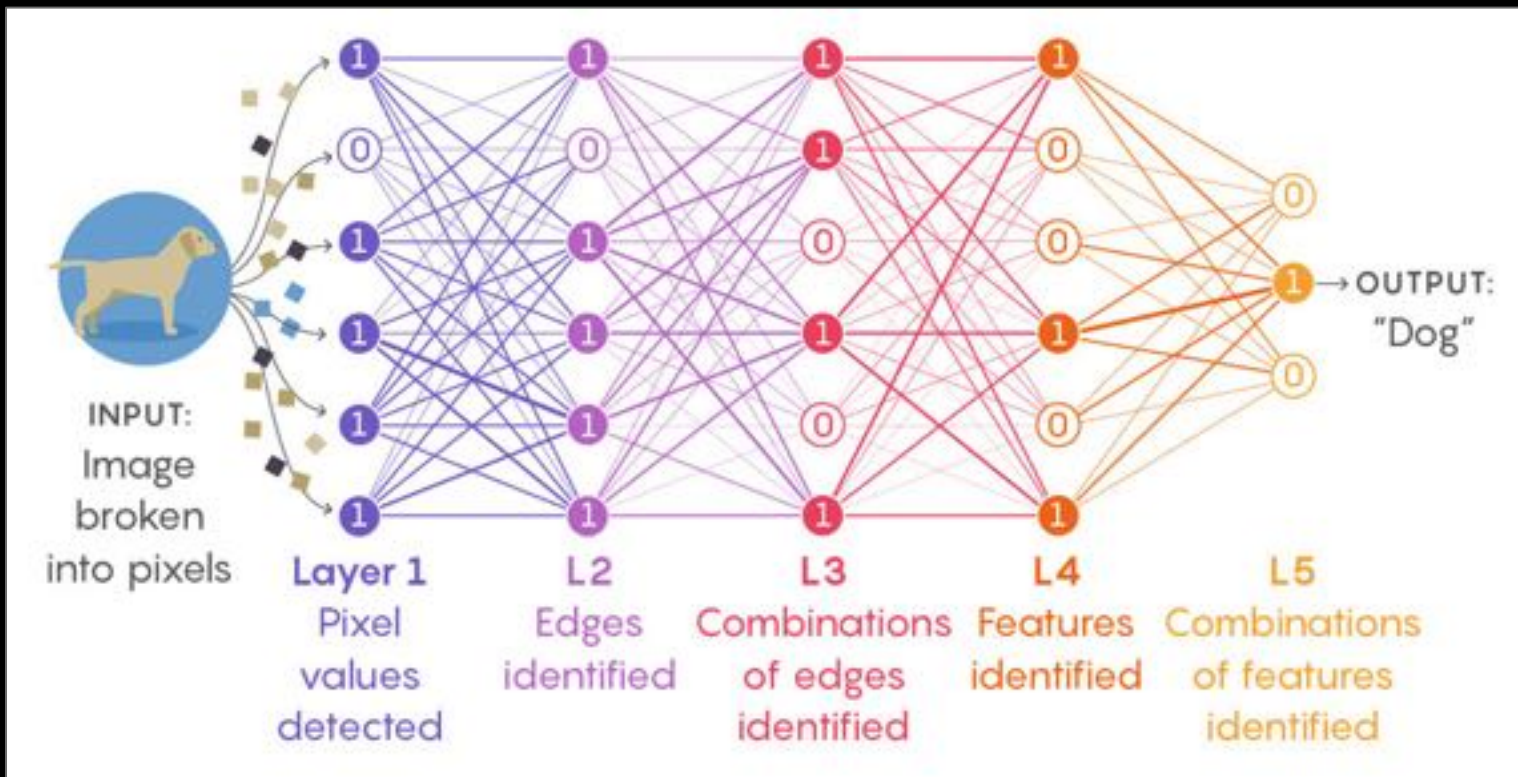 1 1 1 1
0 0 1 0
0
1 1 0 0
1
OUTPUT:
"Dog"
1 1 1 1
0
INPUT:
Image
broken
into pixels
1 1 0 0
1 1 1 1
Layer 1
Pixel
values
detected
L2
Edges
identified
L3
Combinations
of edges
identified
L4
Features
identified
L5
Combinations
of features
identified